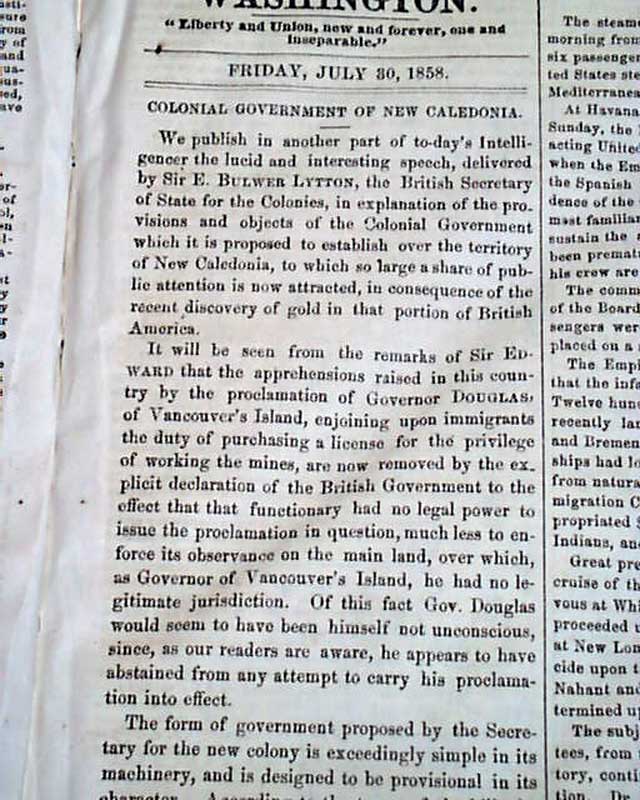 WASHINGTON.
"Liberty and Union, now and forever, one and
inseparable."
FRIDAY, JULY 30, 1858.
COLONIAL GOVERNMENT OF NEW CALEDONIA.
We publish in another part of to-day's Intelli-
gencer the lucid and interesting speech, delivered
by Sir E. BULWER LYTTON, the British Secretary
of State for the Colonies, in explanation of the pro-
visions and objects of the Colonial Government
which it is proposed to establish over the territory
of New Caledonia, to which so large a share of pub-
lic attention is now attracted, in consequence of the
recent discovery of gold in that portion of British
America.
It will be seen from the remarks of Sir ED-
WARD that the apprehensions raised in this coun-
try by the proclamation of Governor DOUGLAS,
of Vancouver's Island, enjoining upon immigrants
the duty of purchasing a license for the privilege
of working the mines, are now removed by the ex-
plicit declaration of the British Government to the
effect that that functionary had no legal power to
issue the proclamation in question, much less to en-
force its observance on the main land, over which,
as Governor of Vancouver's Island, he had no le-
gitimate jurisdiction. Of this fact Gov. Douglas
would seem to have been himself not unconscious,
since, as our readers are aware, he appears to have
abstained from any attempt to carry his proclama-
tion into effect.
The form of government proposed by the Secre-
tary for the new colony is exceedingly simple in its
machinery, and is designed to be provisional in its
The steam
morning from
six passenger
ted States ste
Mediterranea
At Havana
Sunday, the
acting United
when the Em
the Spanish
dence of the
most familiar
sustain the
been premat
his crew are
The comm
of the Board
sengers wer
placed on a
The Empi
that the infa
Twelve hun
recently lan
and Bremen
ships had lo
from natura
migration C
propriated
Indians, an
Great pre
cruise of th
vous at Whi
proceeded u
at New Lon
cide upon t
Nahant and
termined up
The subj
tees, from
tory, conti
tion. De